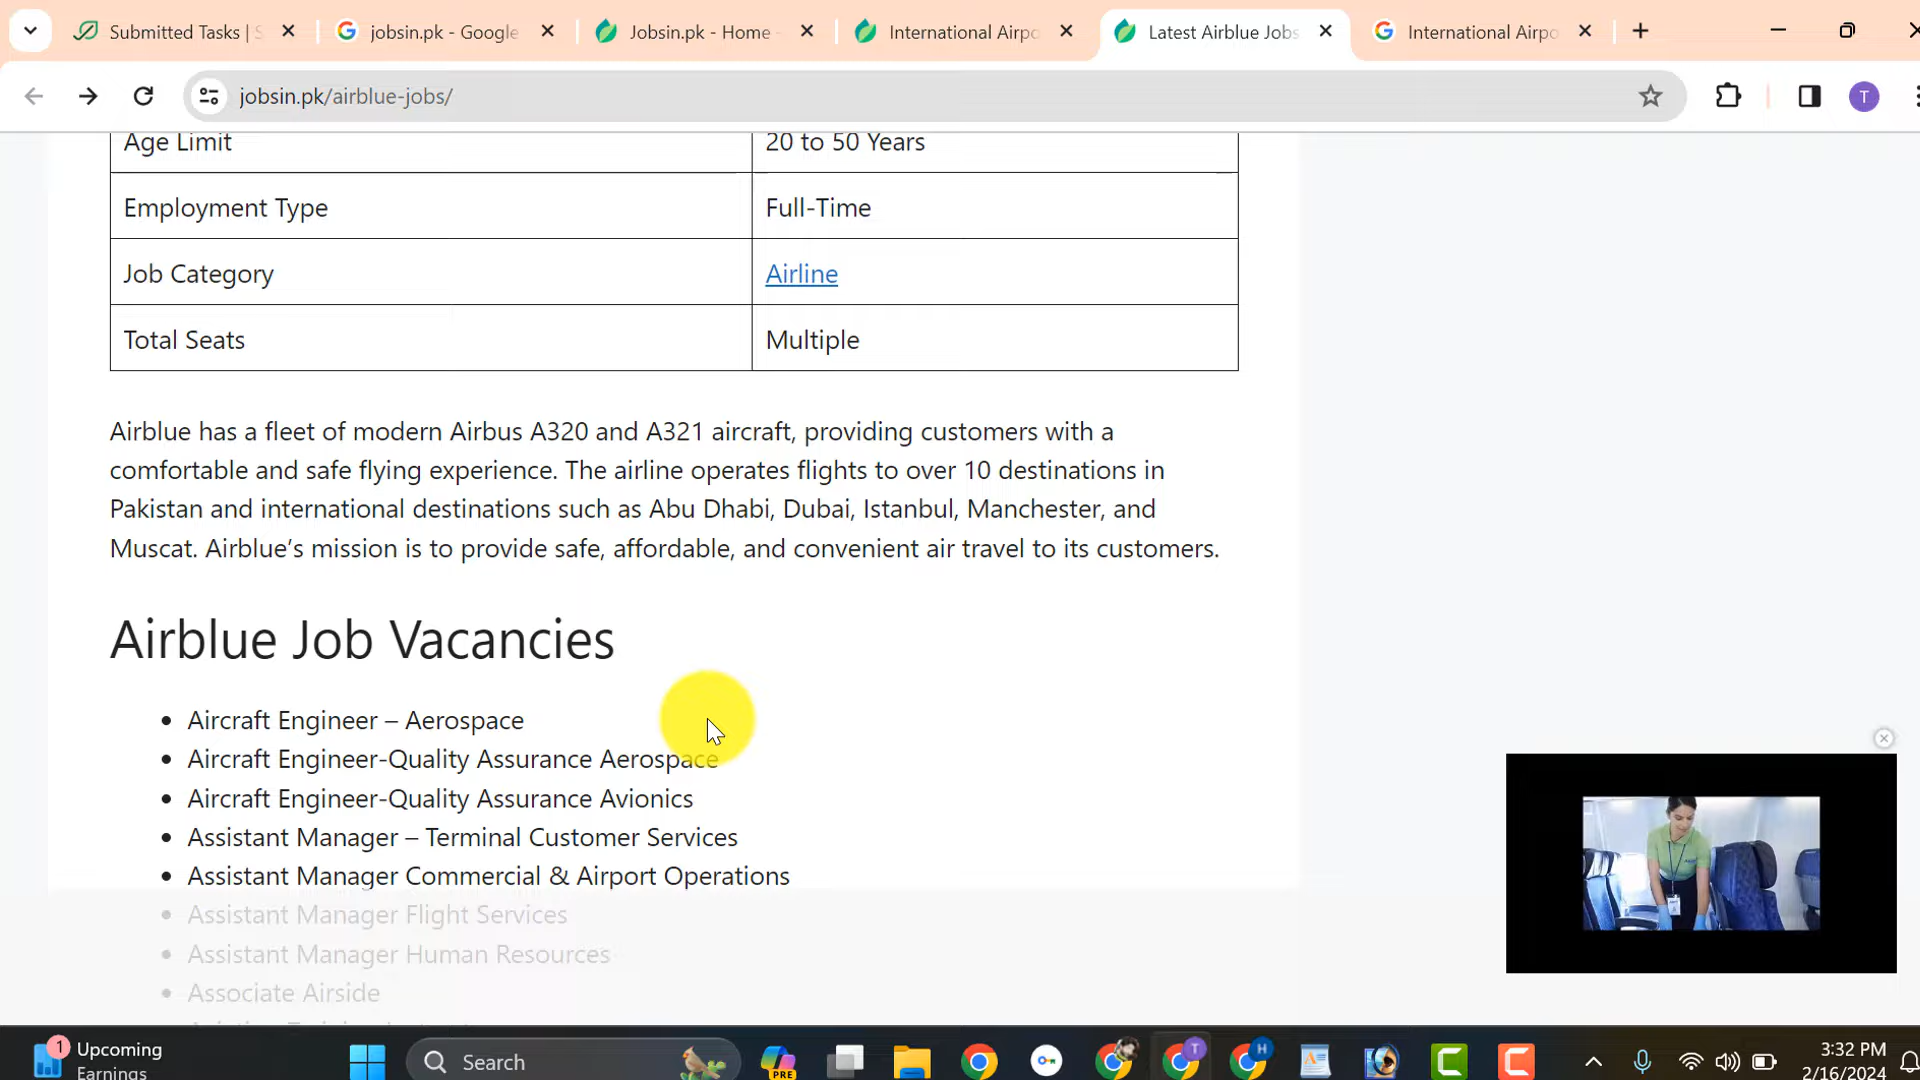 Submitted Tasks | S
jobsin.pk - Google
Jobsin.pk - Home -
International Airpo
Latest Airblue Jobs
International Airpo
jobsin.pk/airblue-jobs/
T
Age Limit
20 to 50 Years
Employment Type
Full-Time
Job Category
Airline
Total Seats
Multiple
Airblue has a fleet of modern Airbus A320 and A321 aircraft, providing customers with a
comfortable and safe flying experience. The airline operates flights to over 10 destinations in
Pakistan and international destinations such as Abu Dhabi, Dubai, Istanbul, Manchester, and
Muscat. Airblue’s mission is to provide safe, affordable, and convenient air travel to its customers.
Airblue Job Vacancies
• Aircraft Engineer – Aerospace
• Aircraft Engineer-Quality Assurance Aerospace
• Aircraft Engineer-Quality Assurance Avionics
• Assistant Manager – Terminal Customer Services
• Assistant Manager Commercial & Airport Operations
• Assistant Manager Flight Services
• Assistant Manager Human Resources
• Associate Airside
1
Upcoming
Earnings
Search
PRE
T
H
3:32 PM
2/16/2024